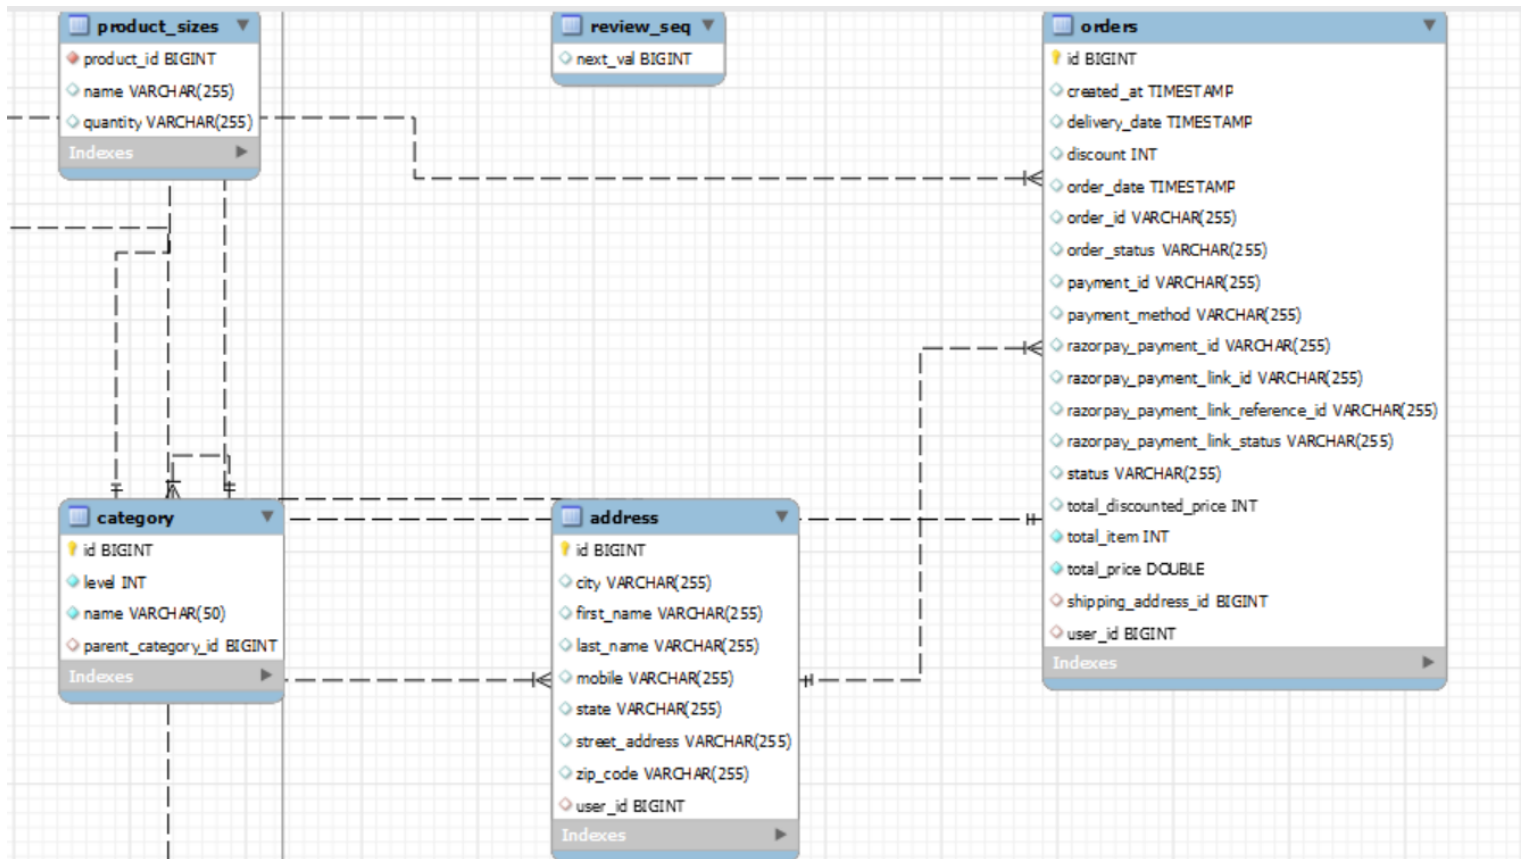 product_sizes
product_id BIGINT
name VARCHAR(255)
quantity VARCHAR(255)
Indexes
review_seq
next_val BIGINT
orders
id BIGINT
created_at TIMESTAMP
delivery_date TIMESTAMP
discount INT
order_date TIMESTAMP
order_id VARCHAR(255)
order_status VARCHAR(255)
payment_id VARCHAR(255)
payment_method VARCHAR(255)
razorpay_payment_id VARCHAR(255)
razorpay_payment_link_id VARCHAR(255)
razorpay_payment_link_reference_id VARCHAR(255)
razorpay_payment_link_status VARCHAR(255)
status VARCHAR(255)
total_discounted_price INT
total_item INT
total_price DOUBLE
shipping_address_id BIGINT
user_id BIGINT
Indexes
category
id BIGINT
level INT
name VARCHAR(50)
parent_category_id BIGINT
Indexes
address
id BIGINT
city VARCHAR(255)
first_name VARCHAR(255)
last_name VARCHAR(255)
mobile VARCHAR(255)
state VARCHAR(255)
street_address VARCHAR(255)
zip_code VARCHAR(255)
user_id BIGINT
Indexes